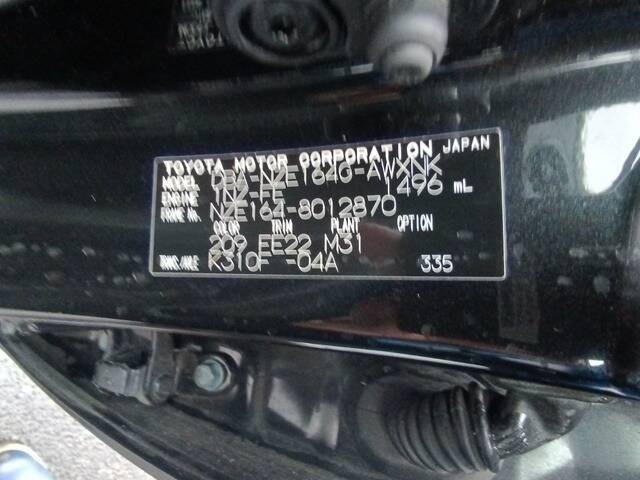 TOYOTA MOTOR CORPORATION JAPAN
MODEL DBA-NZE164G-AWXNK
ENGINE 1NZ-FE 1496 mL
FRAME No. NZE164-8012870
COLOR TRIM PLANT OPTION
209 EE22 M31
TRANS/AXLE K310F -04A 335